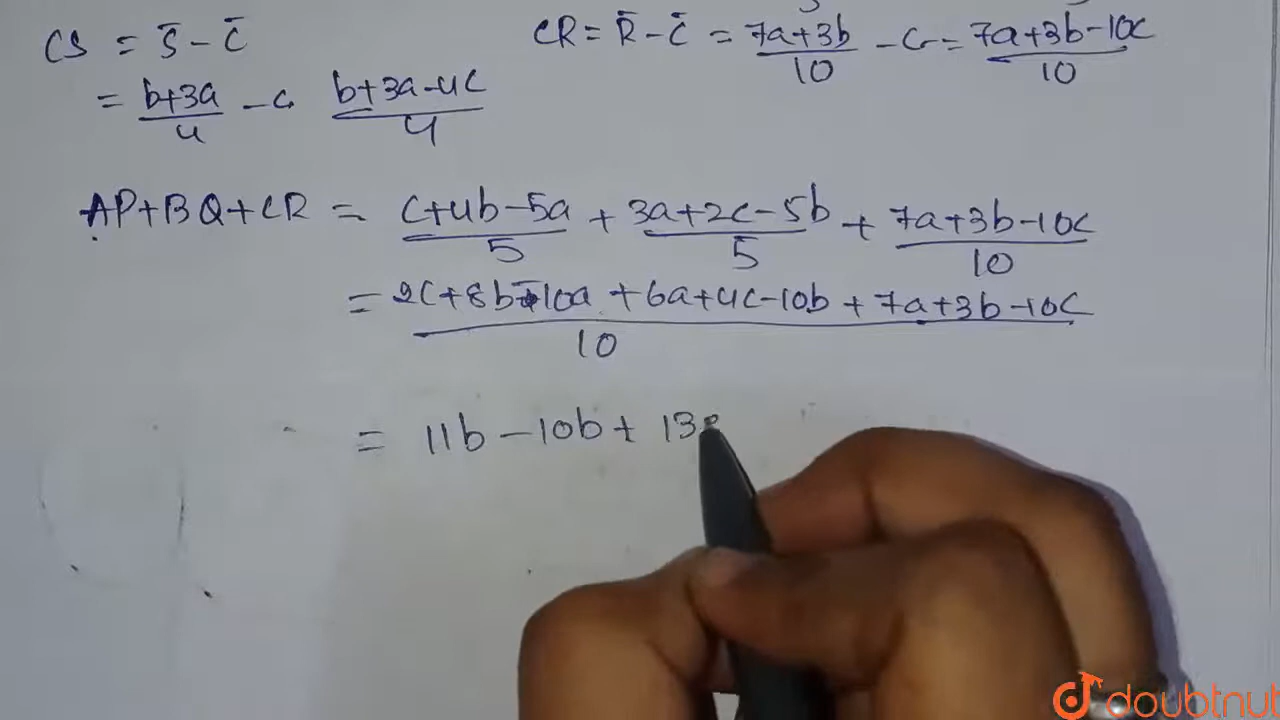 CS = S̄ - C̄
CR = R̄ - C̄ = 7a+3b/10 - C = 7a+3b-10c/10
= b+3a/4 - c b+3a-4c/4
AP+BQ+CR = c+4b-5a/5 + 3a+2c-5b/5 + 7a+3b-10c/10
= 2c+8b-10a+6a+4c-10b+7a+3b-10c/10
= 11b-10b+13
doubtnut